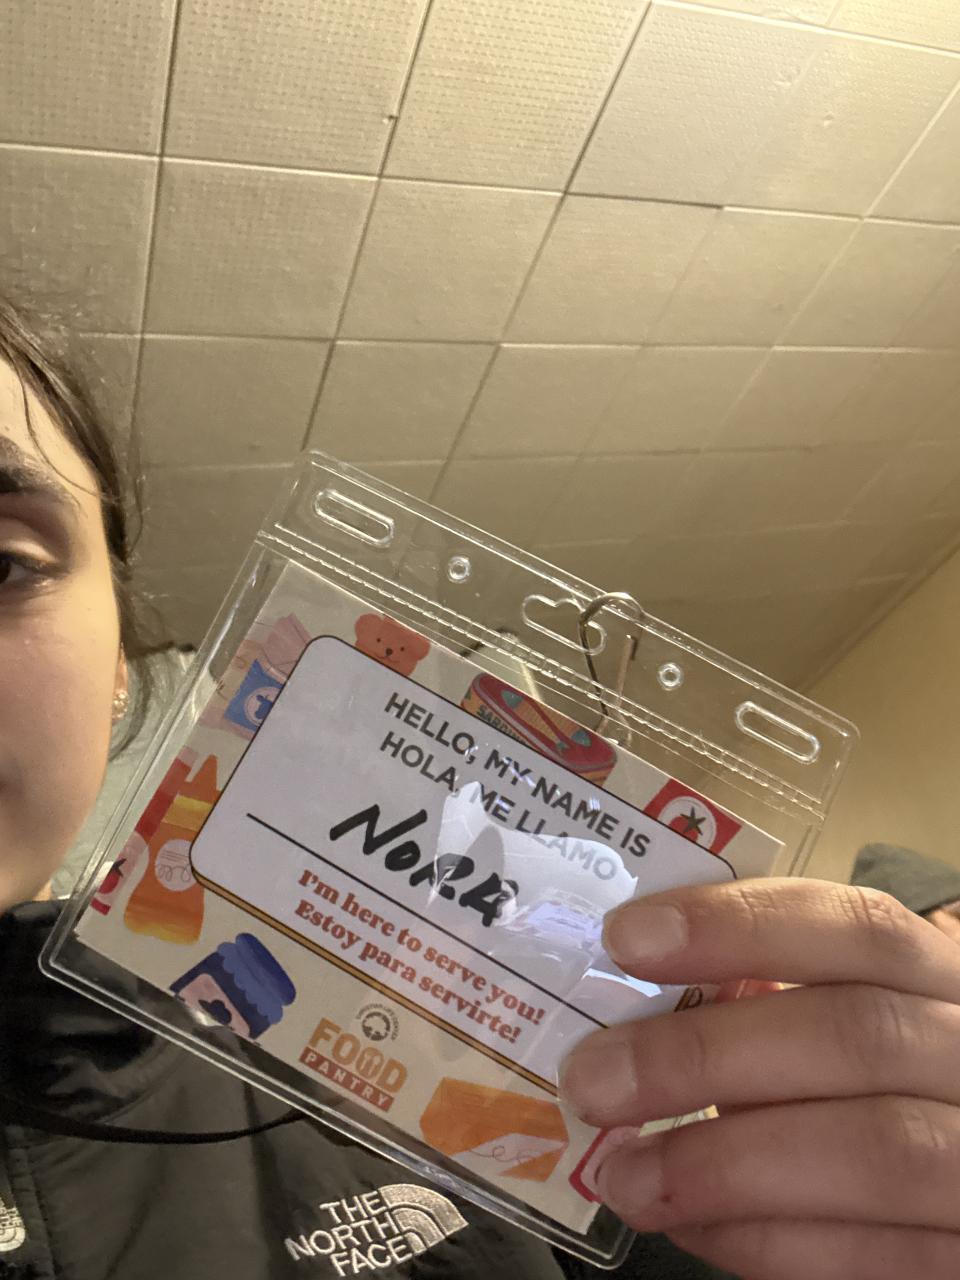 SARDIN
HELLO, MY NAME IS
HOLA, ME LLAMO
NORA
I'm here to serve you!
Estoy para servirte!
FOOD
PANTRY
THE
NORTH
FACE